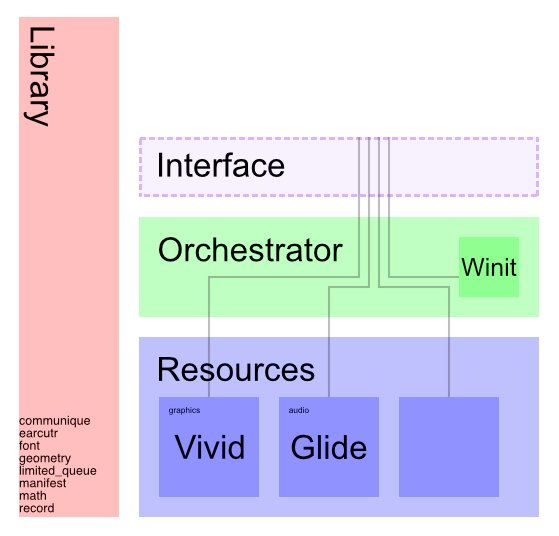 Library
Interface
Orchestrator
Winit
Resources
graphics
Vivid
audio
Glide
communique
earcutr
font
geometry
limited_queue
manifest
math
record